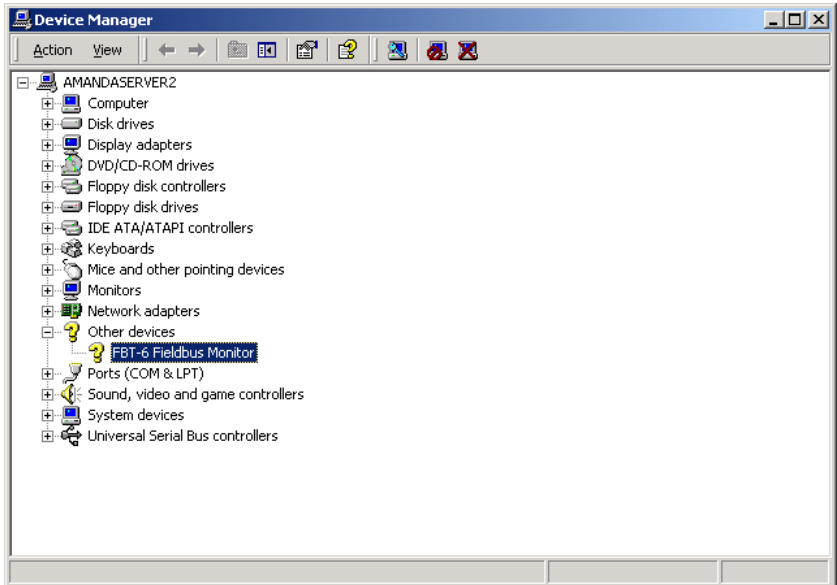 Device Manager
Action View
AMANDASERVER2
Computer
Disk drives
Display adapters
DVD/CD-ROM drives
Floppy disk controllers
Floppy disk drives
IDE ATA/ATAPI controllers
Keyboards
Mice and other pointing devices
Monitors
Network adapters
Other devices
FBT-6 Fieldbus Monitor
Ports (COM & LPT)
Sound, video and game controllers
System devices
Universal Serial Bus controllers